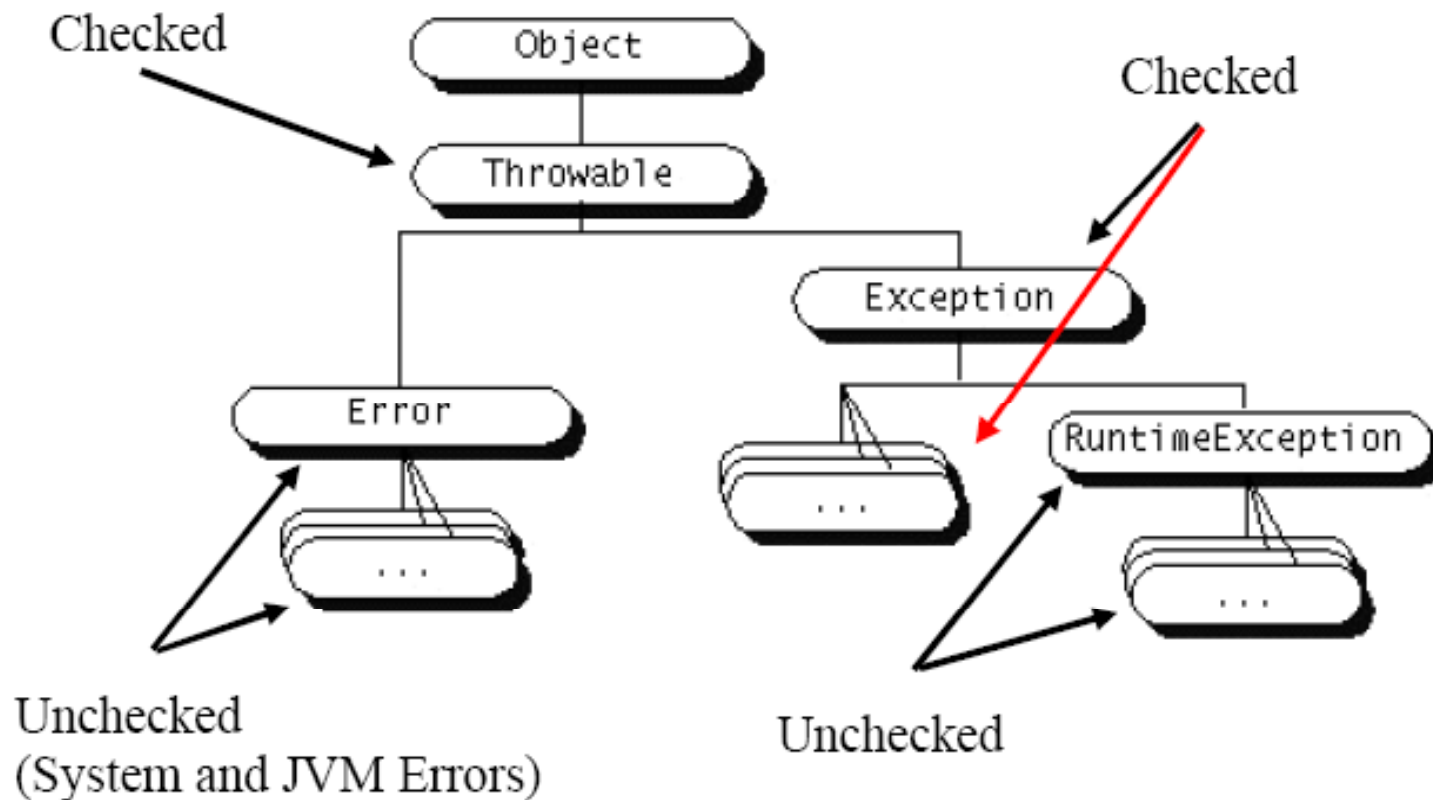 Checked
Object
Checked
Throwable
Exception
Error
RuntimeException
...
...
...
Unchecked
(System and JVM Errors)
Unchecked